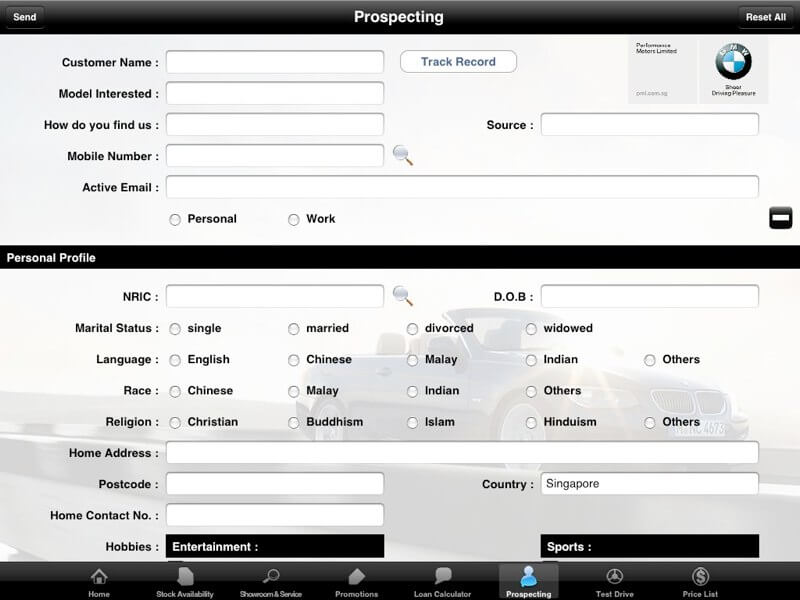 Send
Prospecting
Reset All
Customer Name :
Track Record
Performance
Motors Limited
pml.com.sg
BMW
Sheer
Driving Pleasure
Model Interested :
How do you find us :
Source :
Mobile Number :
Active Email :
Personal
Work
Personal Profile
NRIC :
D.O.B :
Marital Status :
single
married
divorced
widowed
Language :
English
Chinese
Malay
Indian
Others
Race :
Chinese
Malay
Indian
Others
Religion :
Christian
Buddhism
Islam
Hinduism
Others
Home Address :
Postcode :
Country :
Singapore
Home Contact No. :
Hobbies :
Entertainment :
Sports :
Home
Stock Availability
Showroom & Service
Promotions
Loan Calculator
Prospecting
Test Drive
Price List